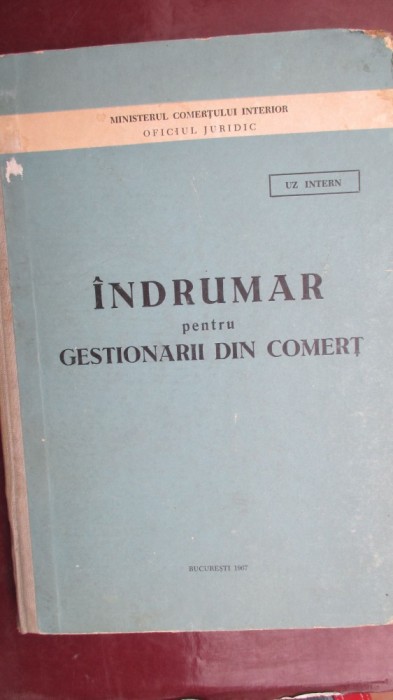 MINISTERUL COMERȚULUI INTERIOR
OFICIUL JURIDIC
UZ INTERN
ÎNDRUMAR
pentru
GESTIONARII DIN COMERȚ
BUCUREȘTI 1967